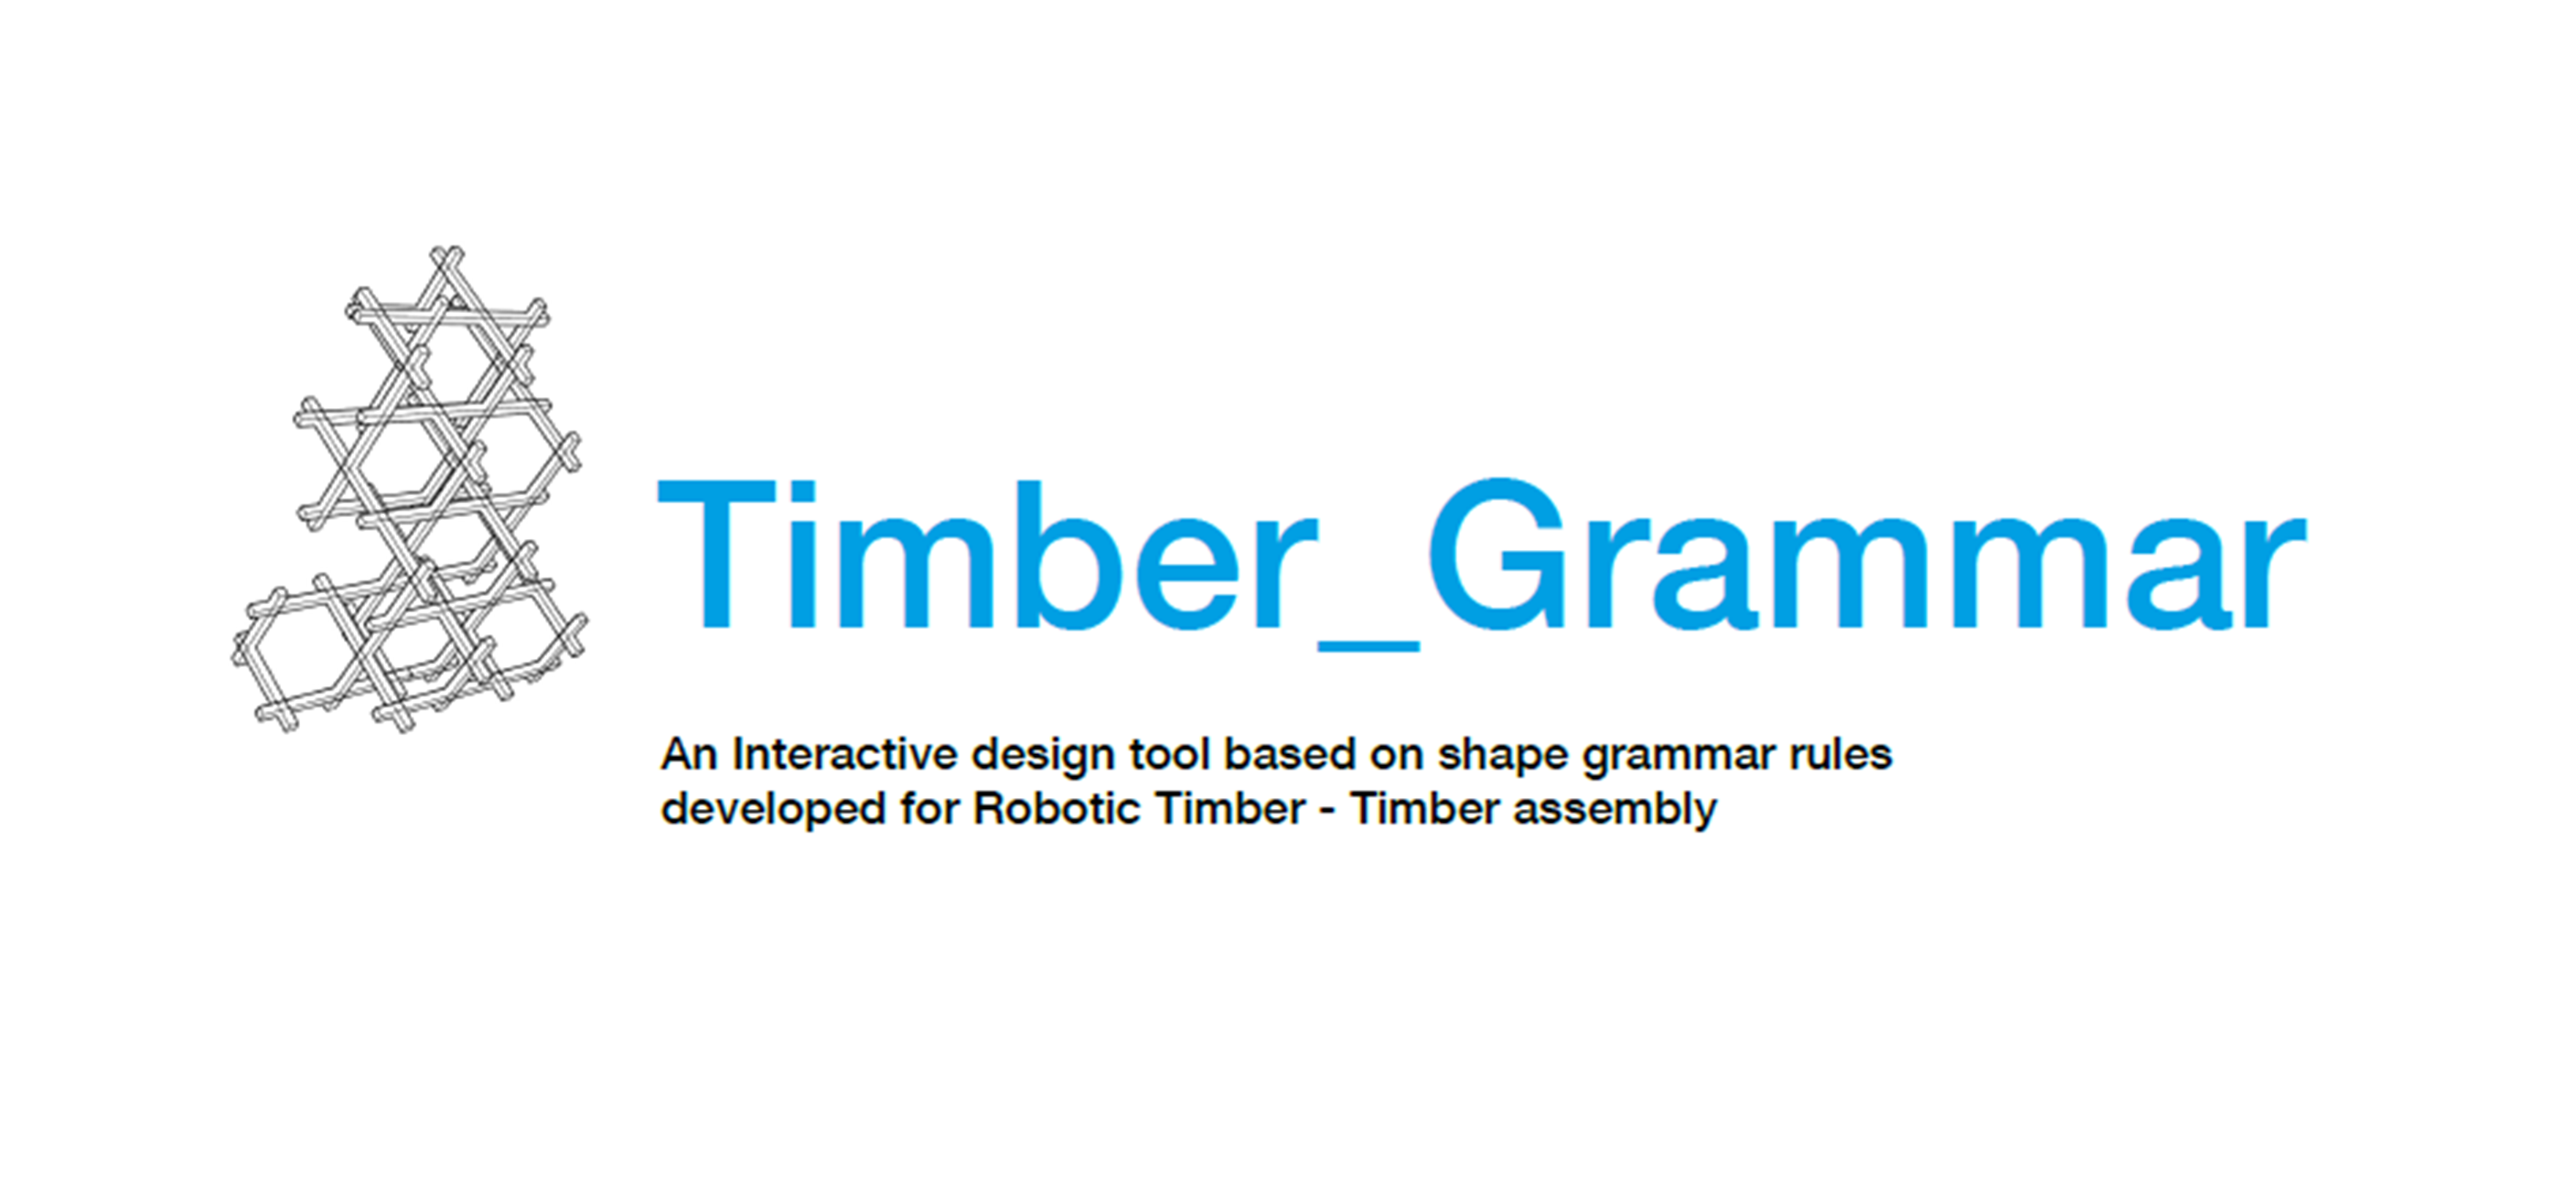 Timber_Grammar
An Interactive design tool based on shape grammar rules
developed for Robotic Timber - Timber assembly